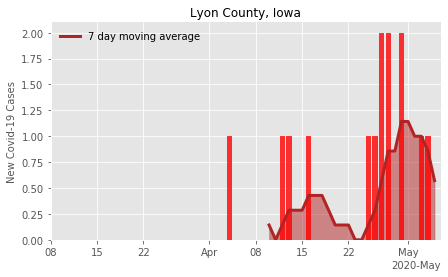 Lyon County, Iowa
7 day moving average
New Covid-19 Cases
2.00
1.75
1.50
1.25
1.00
0.75
0.50
0.25
0.00
08 15 22 Apr 08 15 22 May
2020-May